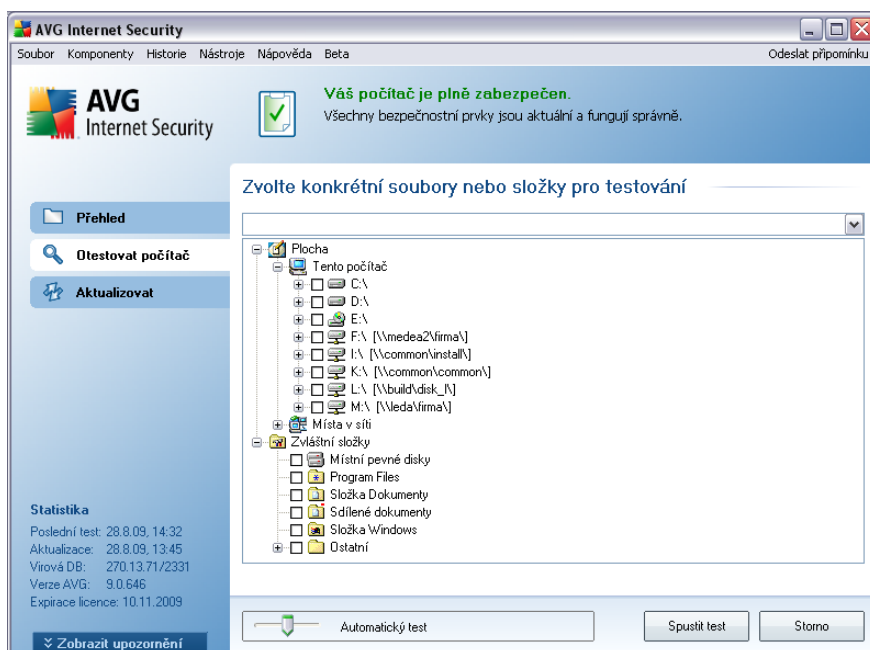 AVG Internet Security
Soubor Komponenty Historie Nástroje Nápověda Beta Odeslat připomínku
AVG
Internet Security
Váš počítač je plně zabezpečen.
Všechny bezpečnostní prvky jsou aktuální a fungují správně.
Přehled
Otestovat počítač
Aktualizovat
Zvolte konkrétní soubory nebo složky pro testování
Plocha
Tento počítač
C:\
D:\
E:\
F:\ [\\medea2\firma\]
I:\ [\\common\install\]
K:\ [\\common\common\]
L:\ [\\build\disk_l\]
M:\ [\\leda\firma\]
Místa v síti
Zvláštní složky
Místní pevné disky
Program Files
Složka Dokumenty
Sdílené dokumenty
Složka Windows
Ostatní
Statistika
Poslední test: 28.8.09, 14:32
Aktualizace: 28.8.09, 13:45
Virová DB: 270.13.71/2331
Verze AVG: 9.0.646
Expirace licence: 10.11.2009
Zobrazit upozornění
Automatický test
Spustit test
Storno